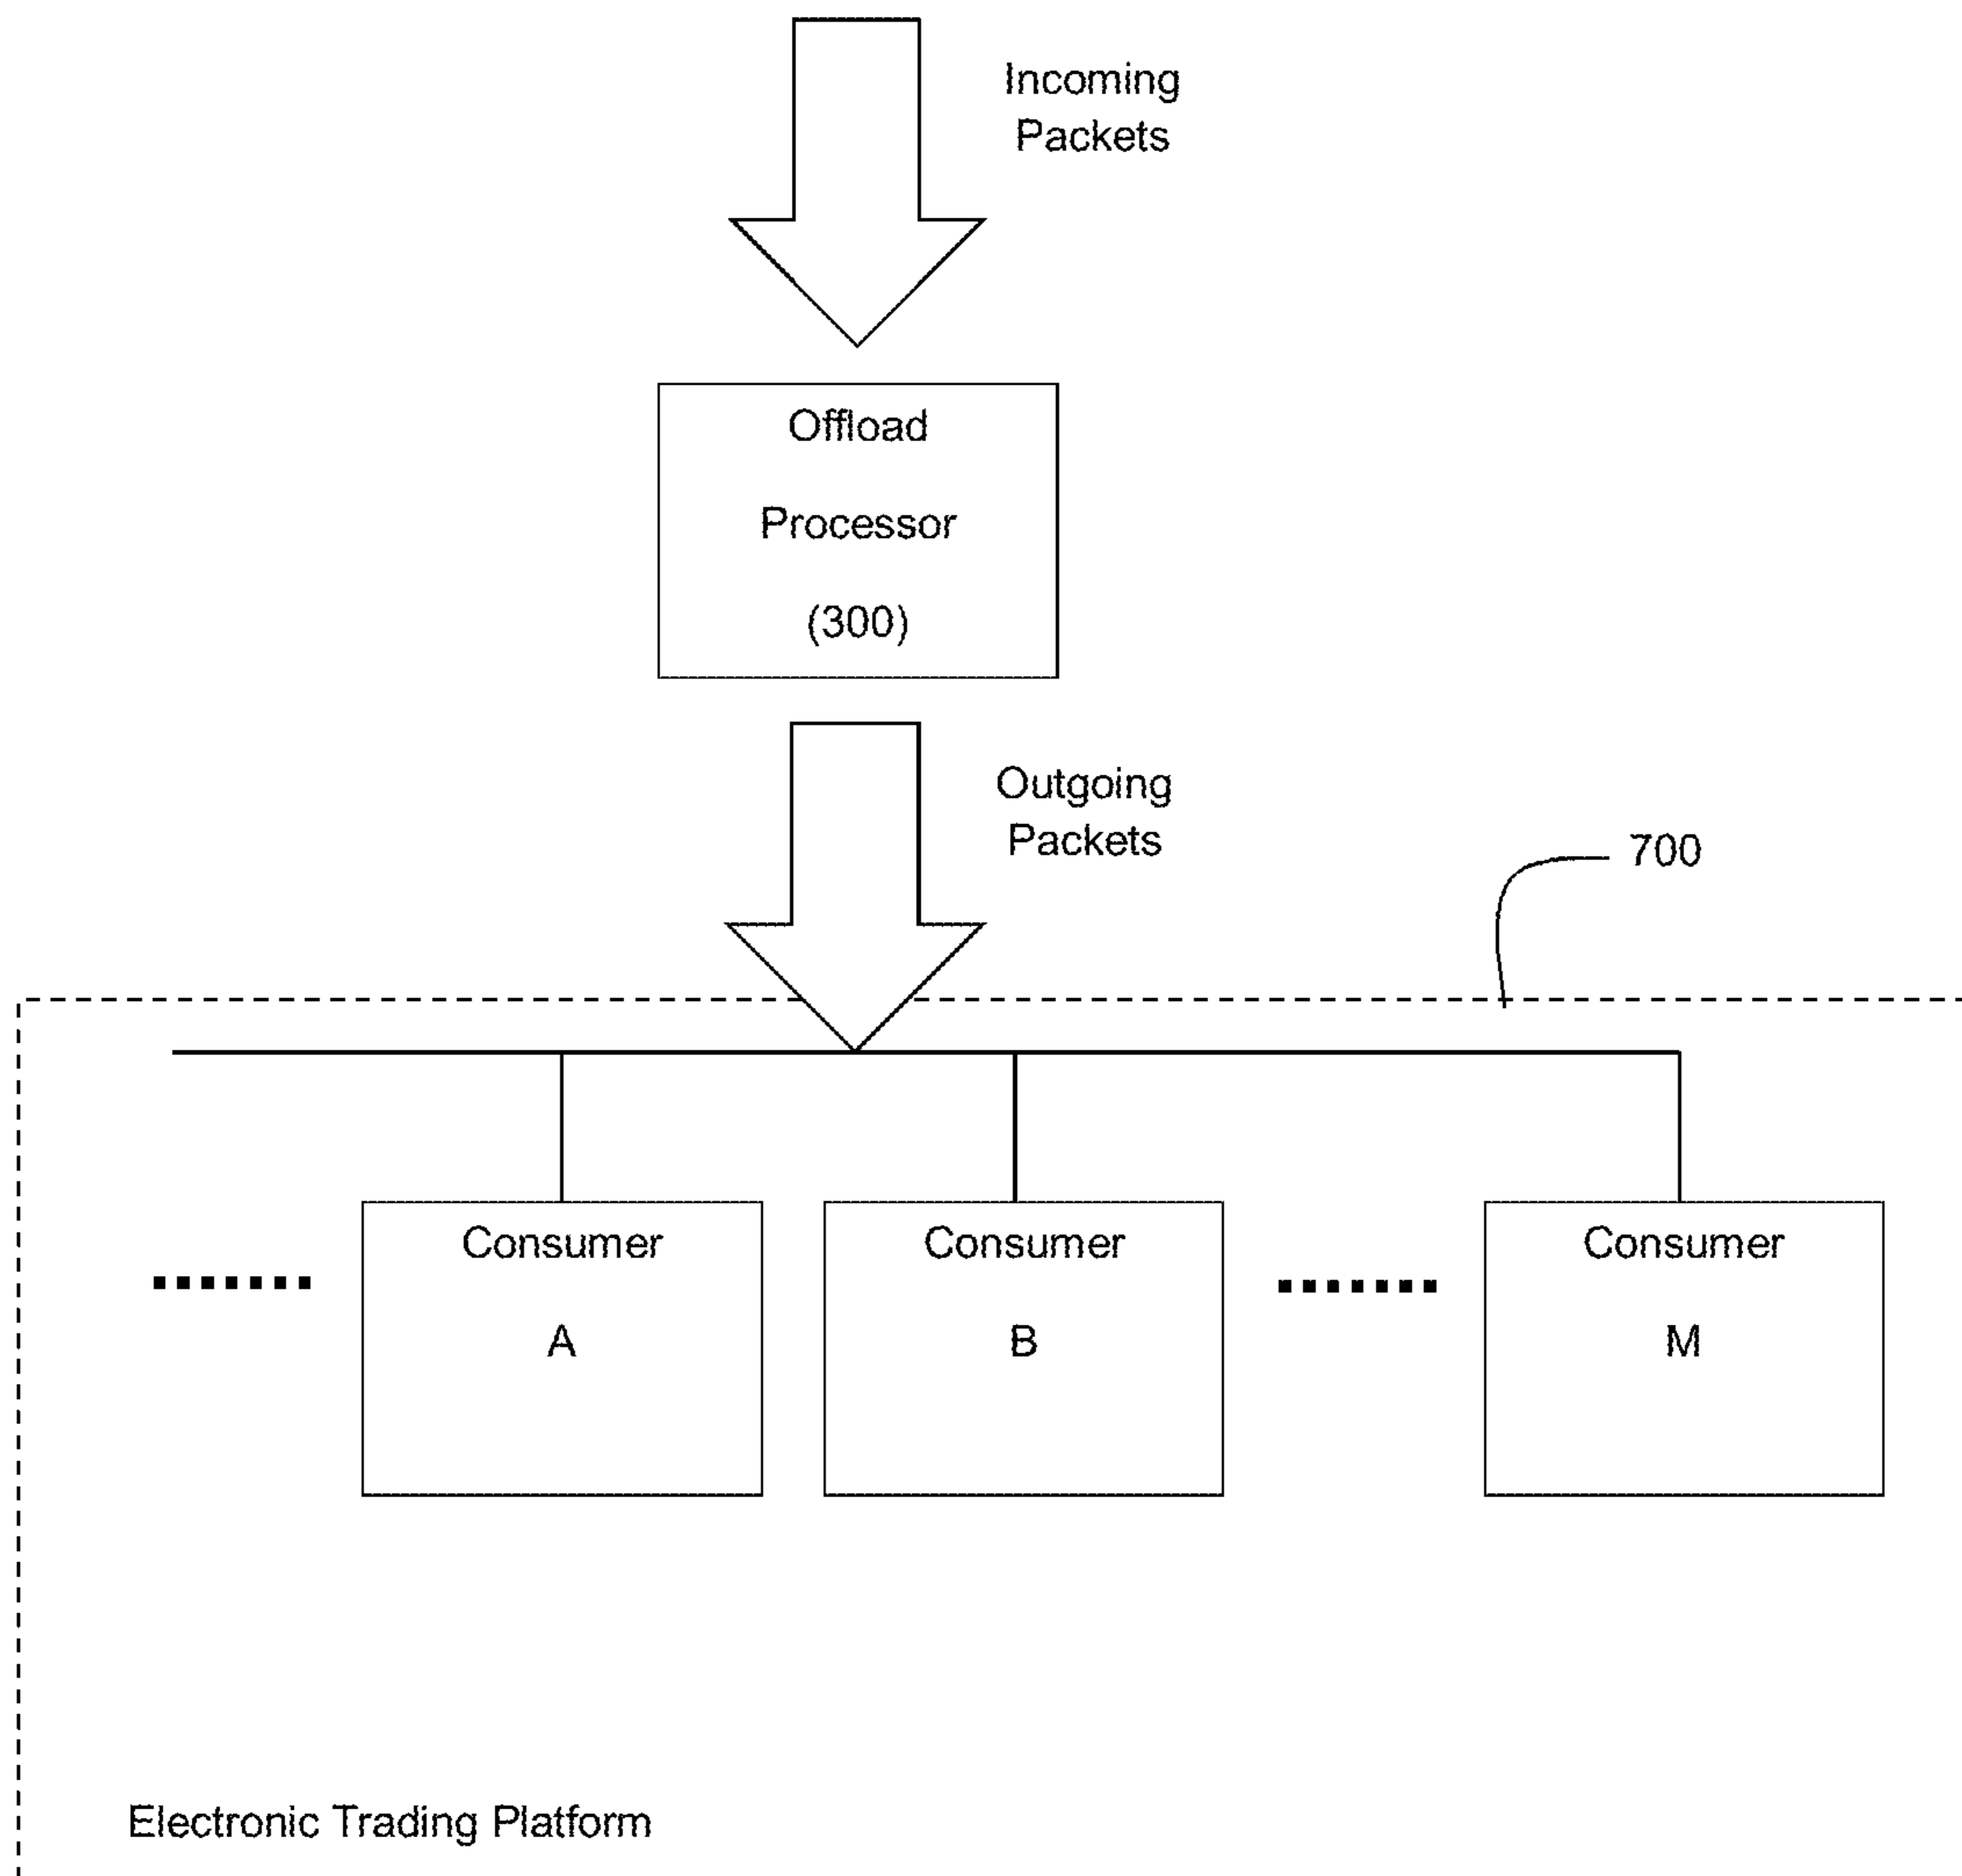 Incoming
Packets
Offload
Processor
(300)
Outgoing
Packets
700
Consumer
A
Consumer
B
Consumer
M
Electronic Trading Platform